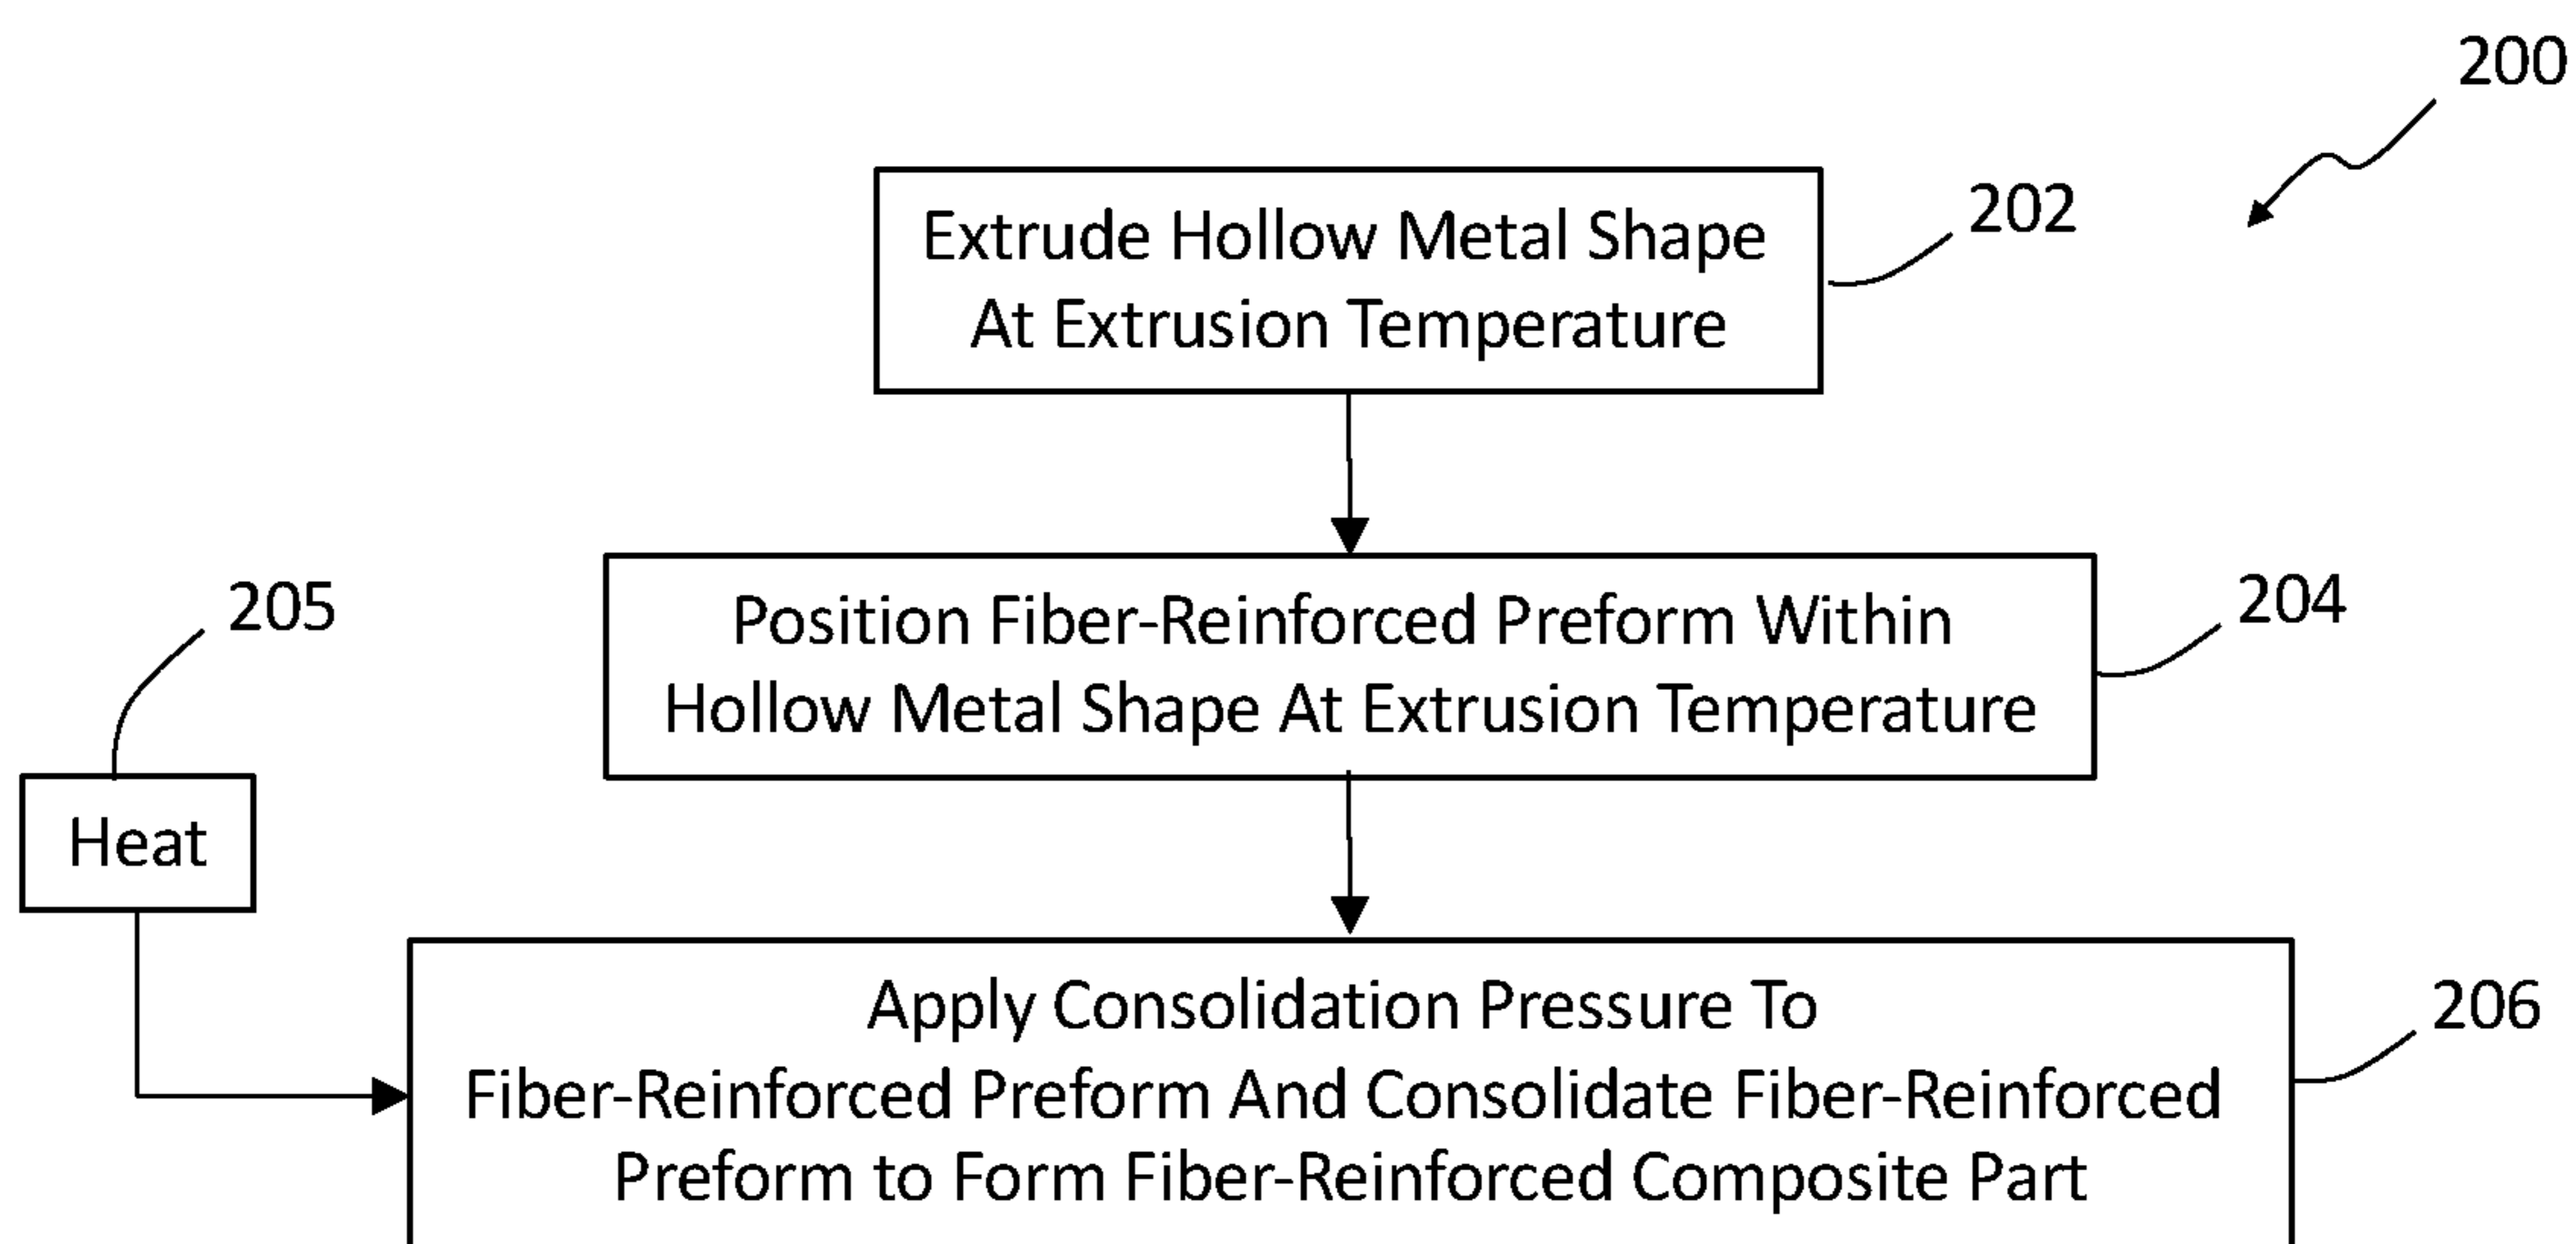 200
Extrude Hollow Metal Shape
At Extrusion Temperature
202
Position Fiber-Reinforced Preform Within
Hollow Metal Shape At Extrusion Temperature
204
205
Heat
Apply Consolidation Pressure To
Fiber-Reinforced Preform And Consolidate Fiber-Reinforced
Preform to Form Fiber-Reinforced Composite Part
206